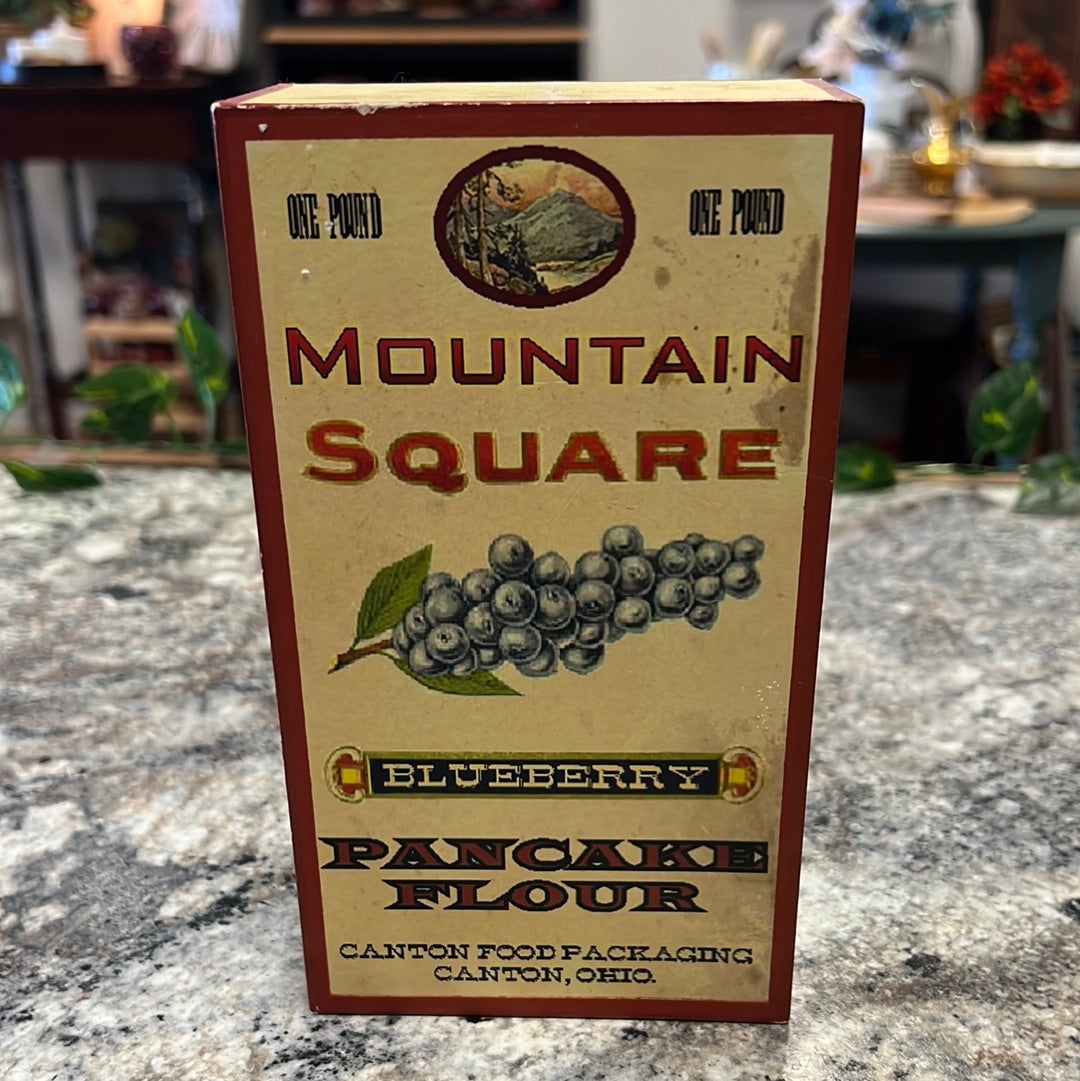 ONE POUND
ONE POUND
MOUNTAIN
SQUARE
BLUEBERRY
PANCAKE
FLOUR
CANTON FOOD PACKAGING
CANTON, OHIO.